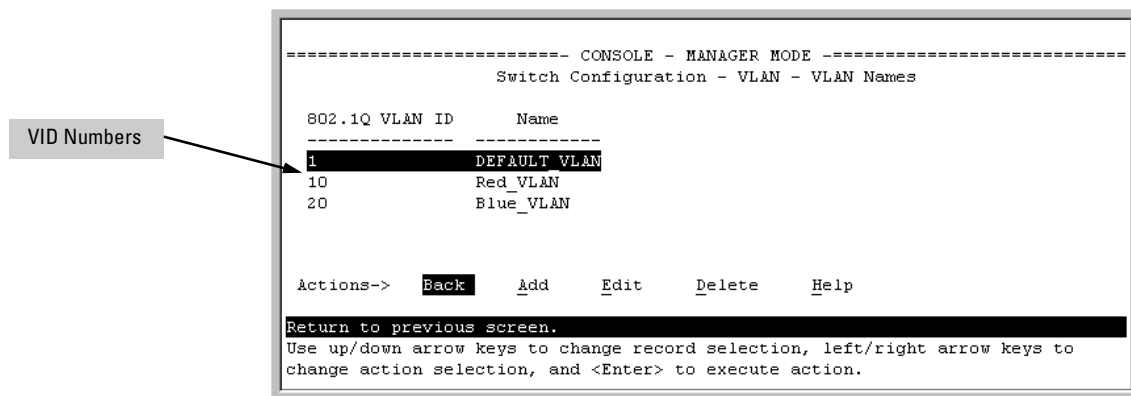 ===========================- CONSOLE - MANAGER MODE -============================
Switch Configuration - VLAN - VLAN Names
802.1Q VLAN ID Name
-------------- ------------
VID Numbers
1 DEFAULT_VLAN
10 Red_VLAN
20 Blue_VLAN
Actions-> Back Add Edit Delete Help
Return to previous screen.
Use up/down arrow keys to change record selection, left/right arrow keys to
change action selection, and <Enter> to execute action.